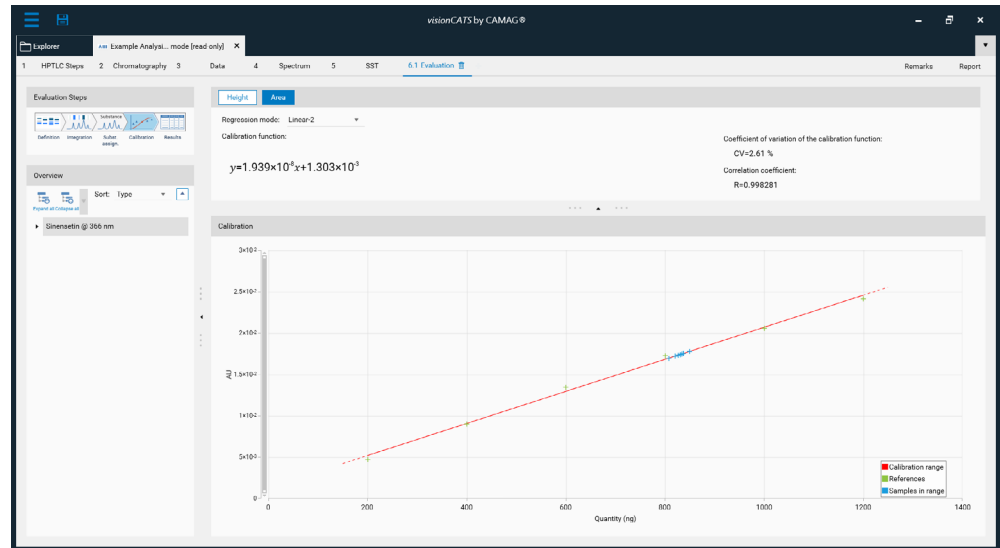 visionCATS by CAMAG®
Explorer
Example Analysi... mode [read only]
1 HPTLC Steps 2 Chromatography 3 Data 4 Spectrum 5 SST 6.1 Evaluation Remarks Report
Evaluation Steps
Substance
Definition Integration Subst. assign. Calibration Results
Overview
Expand all Collapse all
Sort: Type
Sinensetin @ 366 nm
Height Area
Regression mode: Linear-2
Calibration function:
y=1.939×10⁻⁸x+1.303×10⁻³
Coefficient of variation of the calibration function:
CV=2.61 %
Correlation coefficient:
R=0.998281
Calibration
3×10-2
2.5×10-2
2×10-2
1.5×10-2
1×10-2
5×10-3
0
AU
0 200 400 600 800 1000 1200 1400
Quantity (ng)
Calibration range
References
Samples in range